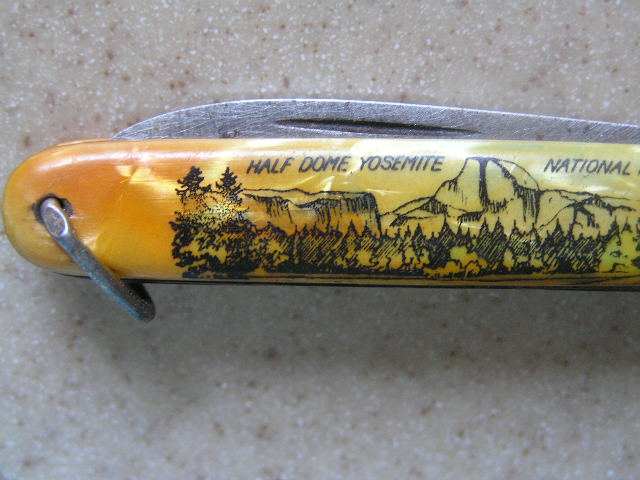 HALF DOME, YOSEMITE NATIONAL